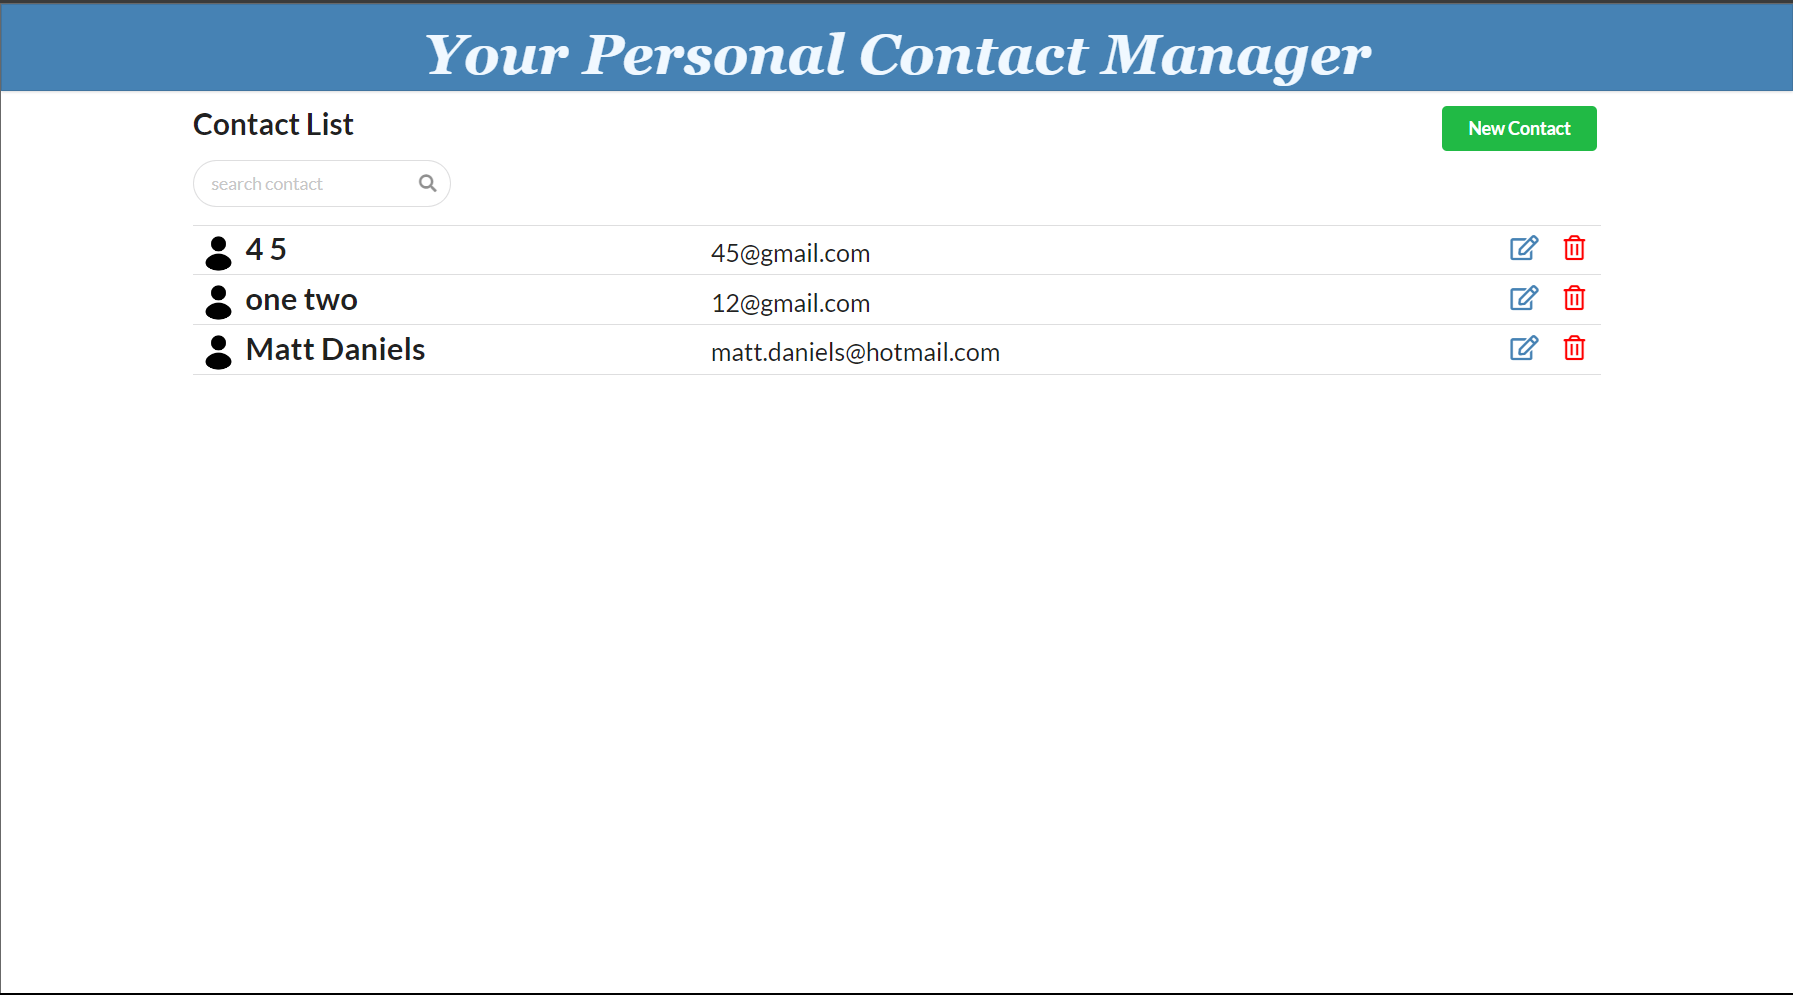 Your Personal Contact Manager
Contact List
New Contact
search contact
4 5 45@gmail.com
one two 12@gmail.com
Matt Daniels matt.daniels@hotmail.com